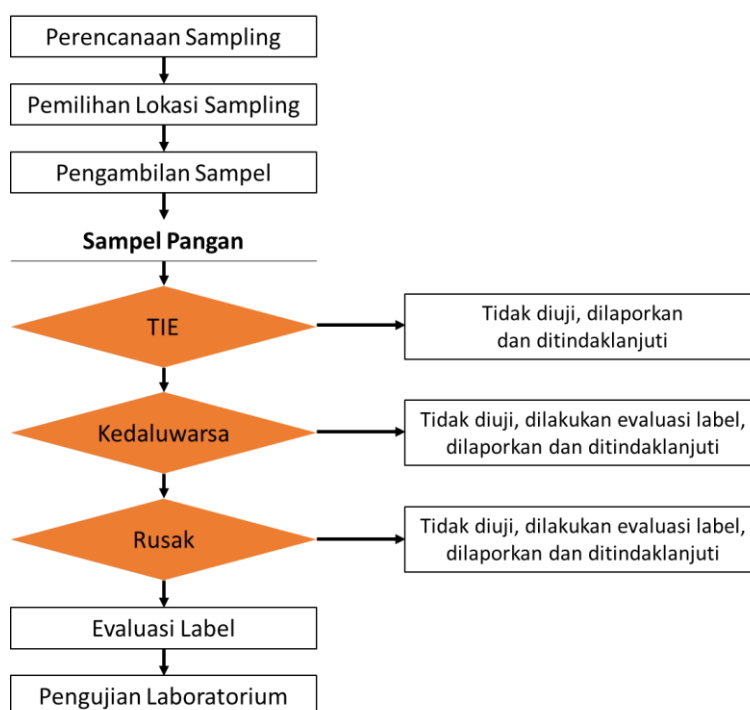 Perencanaan Sampling
Pemilihan Lokasi Sampling
Pengambilan Sampel
Sampel Pangan
TIE
Tidak diuji, dilaporkan
dan ditindaklanjuti
Kedaluwarsa
Tidak diuji, dilakukan evaluasi label,
dilaporkan dan ditindaklanjuti
Rusak
Tidak diuji, dilakukan evaluasi label,
dilaporkan dan ditindaklanjuti
Evaluasi Label
Pengujian Laboratorium